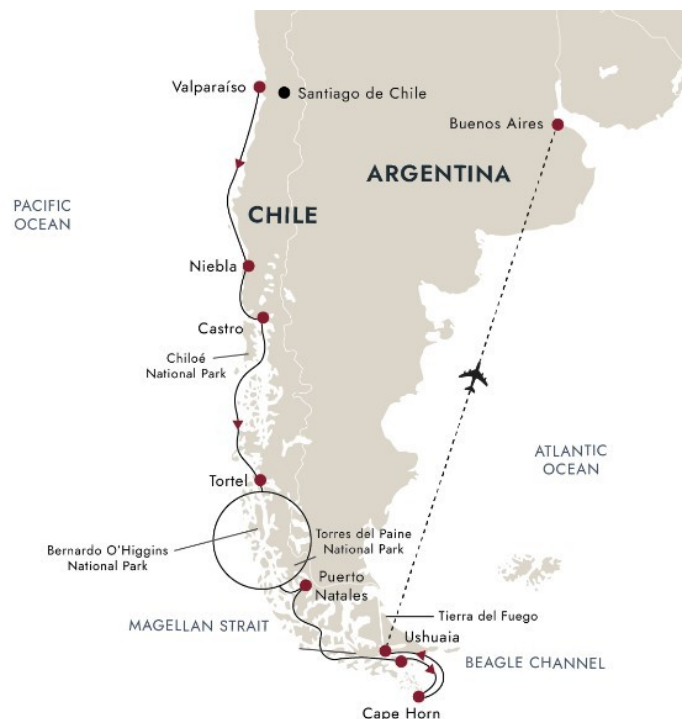 Valparaíso
Santiago de Chile
Buenos Aires
ARGENTINA
PACIFIC
OCEAN
CHILE
Niebla
Castro
Chiloé
National Park
ATLANTIC
OCEAN
Tortel
Bernardo O'Higgins
National Park
Torres del Paine
National Park
Puerto
Natales
MAGELLAN STRAIT
Tierra del Fuego
Ushuaia
BEAGLE CHANNEL
Cape Horn